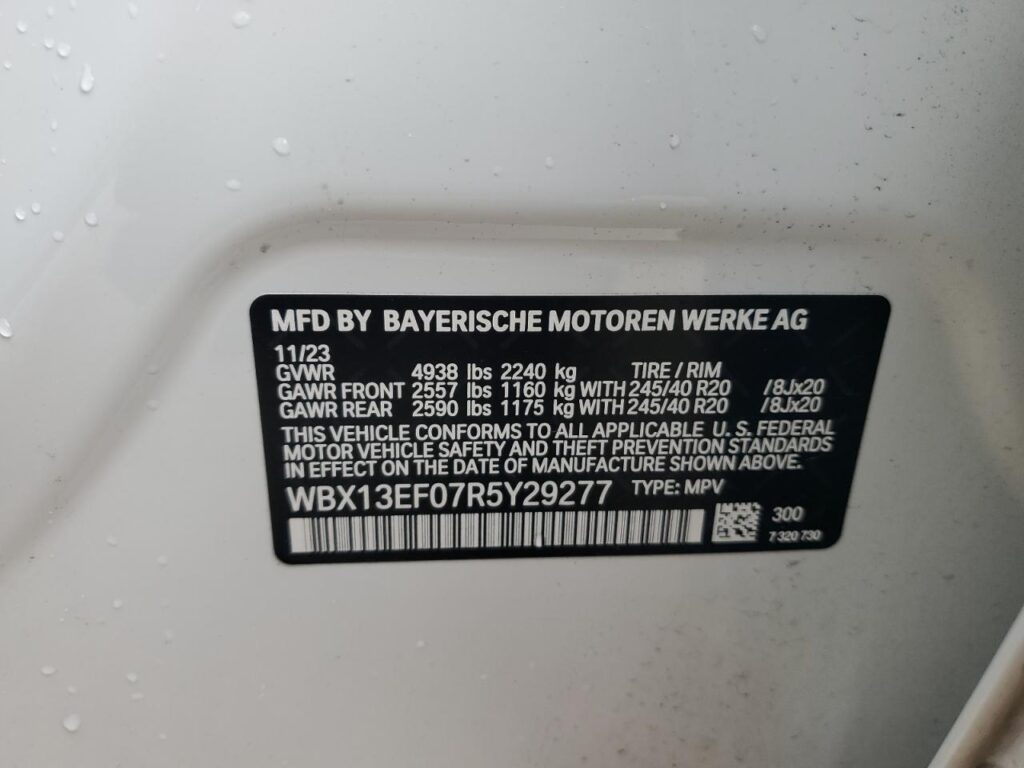 MFD BY BAYERISCHE MOTOREN WERKE AG
11/23
GVWR 4938 lbs 2240 kg TIRE / RIM
GAWR FRONT 2557 lbs 1160 kg WITH 245/40 R20 /8Jx20
GAWR REAR 2590 lbs 1175 kg WITH 245/40 R20 /8Jx20
THIS VEHICLE CONFORMS TO ALL APPLICABLE U. S. FEDERAL
MOTOR VEHICLE SAFETY AND THEFT PREVENTION STANDARDS
IN EFFECT ON THE DATE OF MANUFACTURE SHOWN ABOVE.
WBX13EF07R5Y29277 TYPE: MPV
300
7 320 730